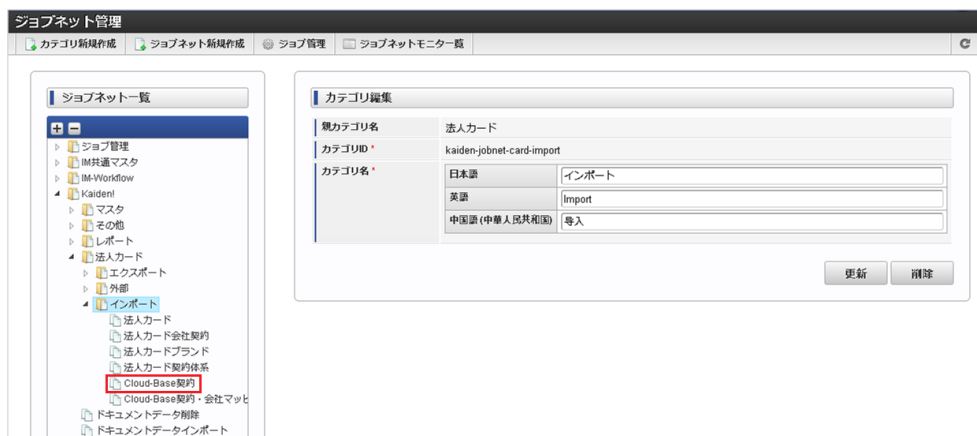 ジョブネット管理
カテゴリ新規作成 ジョブネット新規作成 ジョブ管理 ジョブネットモニタ一覧
ジョブネット一覧
ジョブ管理
IM共通マスタ
IM-Workflow
Kaiden!
マスタ
その他
レポート
法人カード
エクスポート
外部
インポート
法人カード
法人カード会社契約
法人カードブランド
法人カード契約体系
Cloud-Base契約
Cloud-Base契約・会社マッピ
ドキュメントデータ削除
ドキュメントデータインポート
カテゴリ編集
親カテゴリ名 法人カード
カテゴリID * kaiden-jobnet-card-import
カテゴリ名 *
日本語 インポート
英語 Import
中国語(中華人民共和国) 导入
更新 削除